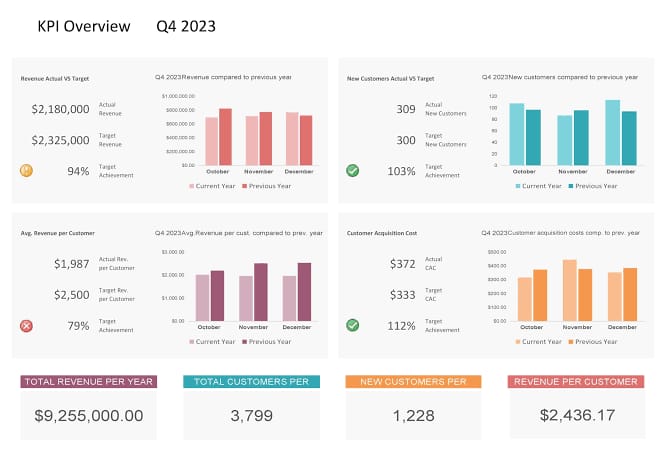 KPI Overview Q4 2023
Revenue Actual VS Target
$2,180,000 Actual Revenue
$2,325,000 Target Revenue
94% Target Achievement
Q4 2023Revenue compared to previous year
$1,000,000.00
$800,000.00
$600,000.00
$400,000.00
$200,000.00
$0.00
October November December
Current Year Previous Year
New Customers Actual VS Target
309 Actual New Customers
300 Target New Customers
103% Target Achievement
Q4 2023New customers compared to previous year
120
100
80
60
40
20
0
October November December
Current Year Previous Year
Avg. Revenue per Customer
$1,987 Actual Rev. per Customer
$2,500 Target Rev. per Customer
79% Target Achievement
Q4 2023Avg.Revenue per cust. compared to prev. year
$3,000.00
$2,000.00
$1,000.00
$0.00
October November December
Current Year Previous Year
Customer Acquisition Cost
$372 Actual CAC
$333 Target CAC
112% Target Achievement
Q4 2023Customer acquisition costs comp. to prev. year
$500.00
$400.00
$300.00
$200.00
$100.00
$0.00
October November December
Current Year Previous Year
TOTAL REVENUE PER YEAR
$9,255,000.00
TOTAL CUSTOMERS PER
3,799
NEW CUSTOMERS PER
1,228
REVENUE PER CUSTOMER
$2,436.17